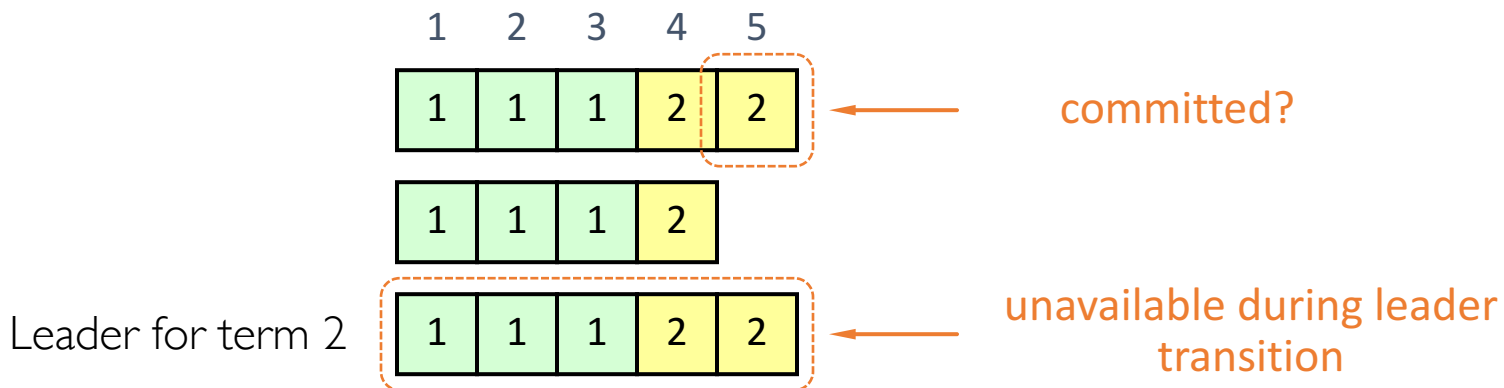 1 2 3 4 5
1 1 1 2 2
committed?
1 1 1 2
Leader for term 2
1 1 1 2 2
unavailable during leader
transition